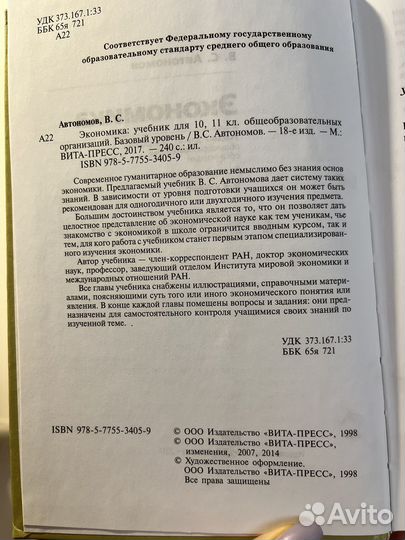 УДК 373.167.1:33
ББК 65я 721
А22
Соответствует Федеральному государственному
образовательному стандарту среднего общего образования
Автономов, В. С.
А22 Экономика: учебник для 10, 11 кл. общеобразовательных
организаций. Базовый уровень / В.С. Автономов. — 18-е изд. — М.:
ВИТА-ПРЕСС, 2017. — 240 с.: ил.
ISBN 978-5-7755-3405-9
Современное гуманитарное образование немыслимо без знания основ
экономики. Предлагаемый учебник В. С. Автономова дает систему таких
знаний. В зависимости от уровня подготовки учащихся он может быть
рекомендован для одногодичного или двухгодичного изучения предмета.
Большим достоинством учебника является то, что он позволяет дать
целостное представление об экономической науке как тем ученикам, чье
знакомство с экономикой в школе ограничится вводным курсом, так и
тем, для кого работа с учебником станет первым этапом специализированного
изучения экономики.
Автор учебника — член-корреспондент РАН, доктор экономических
наук, профессор, заведующий отделом Института мировой экономики и
международных отношений РАН.
Все главы учебника снабжены иллюстрациями, справочными материалами,
поясняющими суть того или иного экономического понятия или
явления. В конце каждой главы помещены вопросы и задания: они предназначены
для самостоятельного контроля учащимися своих знаний по
изученной теме.
УДК 373.167.1:33
ББК 65я 721
ISBN 978-5-7755-3405-9
© ООО Издательство «ВИТА-ПРЕСС», 1998
© ООО Издательство «ВИТА-ПРЕСС»,
изменения, 2007, 2014
© Художественное оформление.
ООО Издательство «ВИТА-ПРЕСС», 1998
Все права защищены
Avito